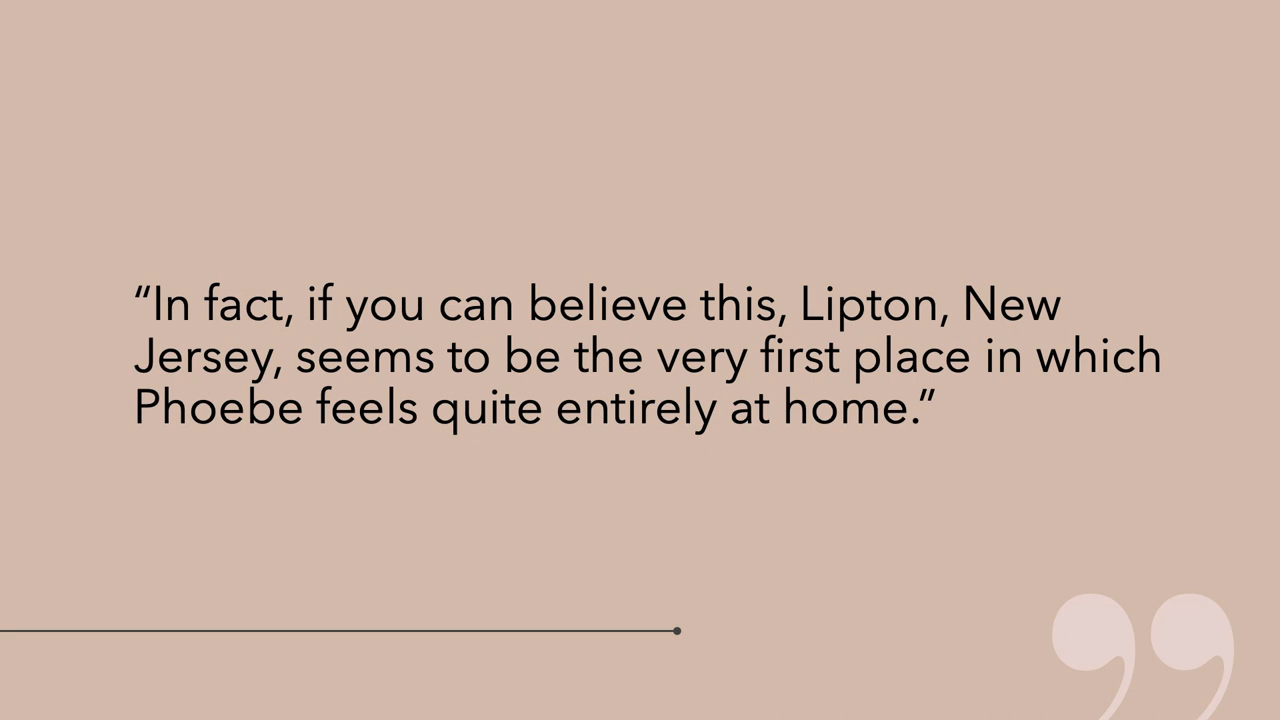 “In fact, if you can believe this, Lipton, New
Jersey, seems to be the very first place in which
Phoebe feels quite entirely at home.”